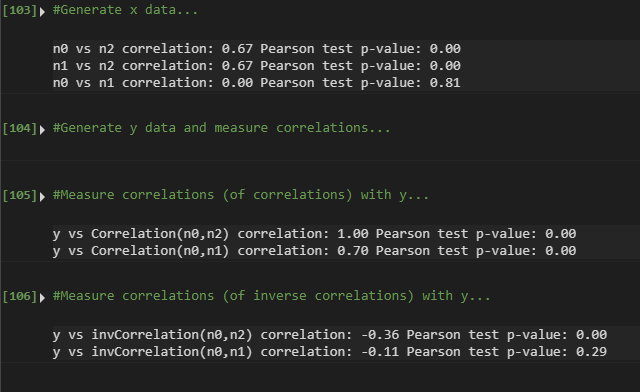 [103] #Generate x data...
n0 vs n2 correlation: 0.67 Pearson test p-value: 0.00
n1 vs n2 correlation: 0.67 Pearson test p-value: 0.00
n0 vs n1 correlation: 0.00 Pearson test p-value: 0.81
[104] #Generate y data and measure correlations...
[105] #Measure correlations (of correlations) with y...
y vs Correlation(n0,n2) correlation: 1.00 Pearson test p-value: 0.00
y vs Correlation(n0,n1) correlation: 0.70 Pearson test p-value: 0.00
[106] #Measure correlations (of inverse correlations) with y...
y vs invCorrelation(n0,n2) correlation: -0.36 Pearson test p-value: 0.00
y vs invCorrelation(n0,n1) correlation: -0.11 Pearson test p-value: 0.29